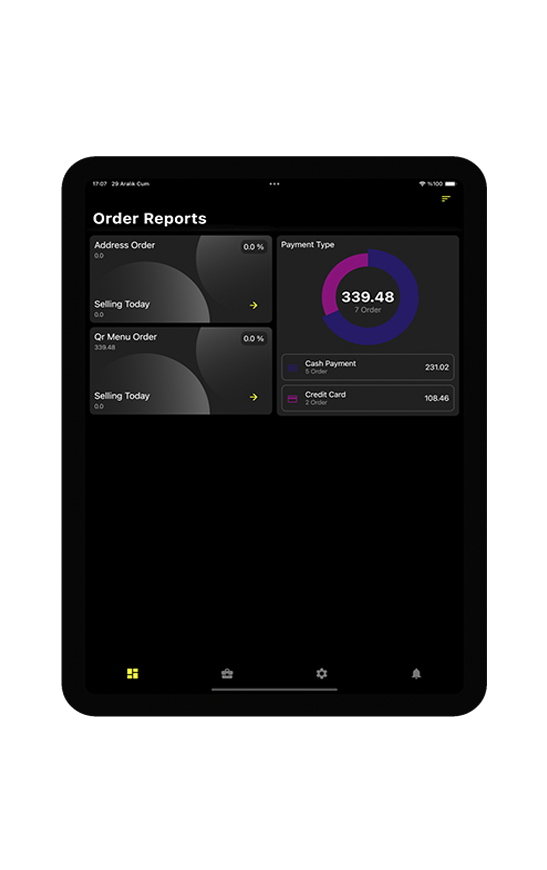 17:07 29 Aralık Cum
%100
Order Reports
Address Order
0.0 %
0.0
Selling Today
0.0
Qr Menu Order
0.0 %
339.48
Selling Today
0.0
Payment Type
339.48
7 Order
Cash Payment
5 Order
231.02
Credit Card
2 Order
108.46